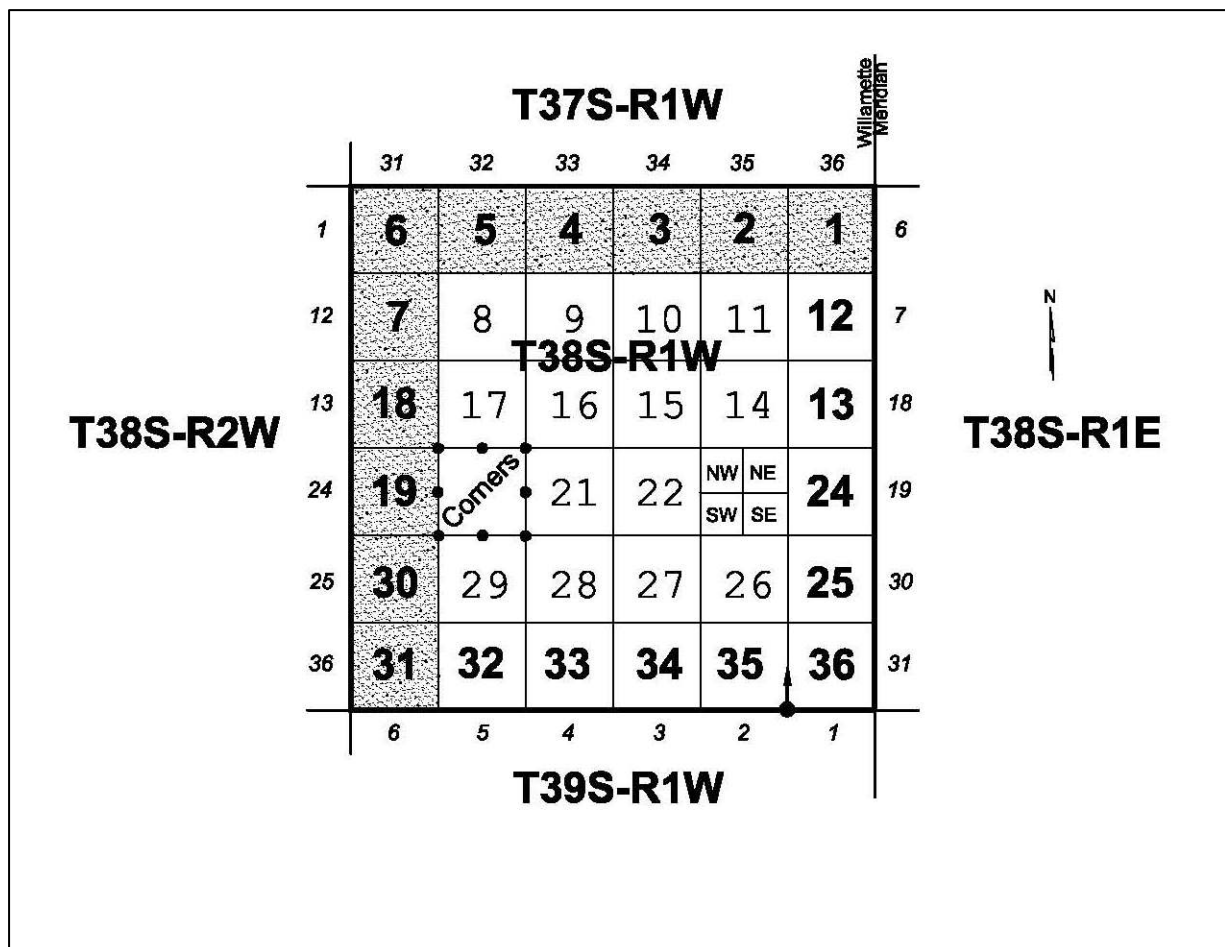 Willamette
Meridian
T37S-R1W
31 32 33 34 35 36
1 6 5 4 3 2 1 6
N
12 7 8 9 10 11 12 7
T38S-R1W
13 18 17 16 15 14 13 18
T38S-R2W
T38S-R1E
24 19 Corners 21 22 NW NE 24 19
SW SE
25 30 29 28 27 26 25 30
36 31 32 33 34 35 36 31
6 5 4 3 2 1
T39S-R1W